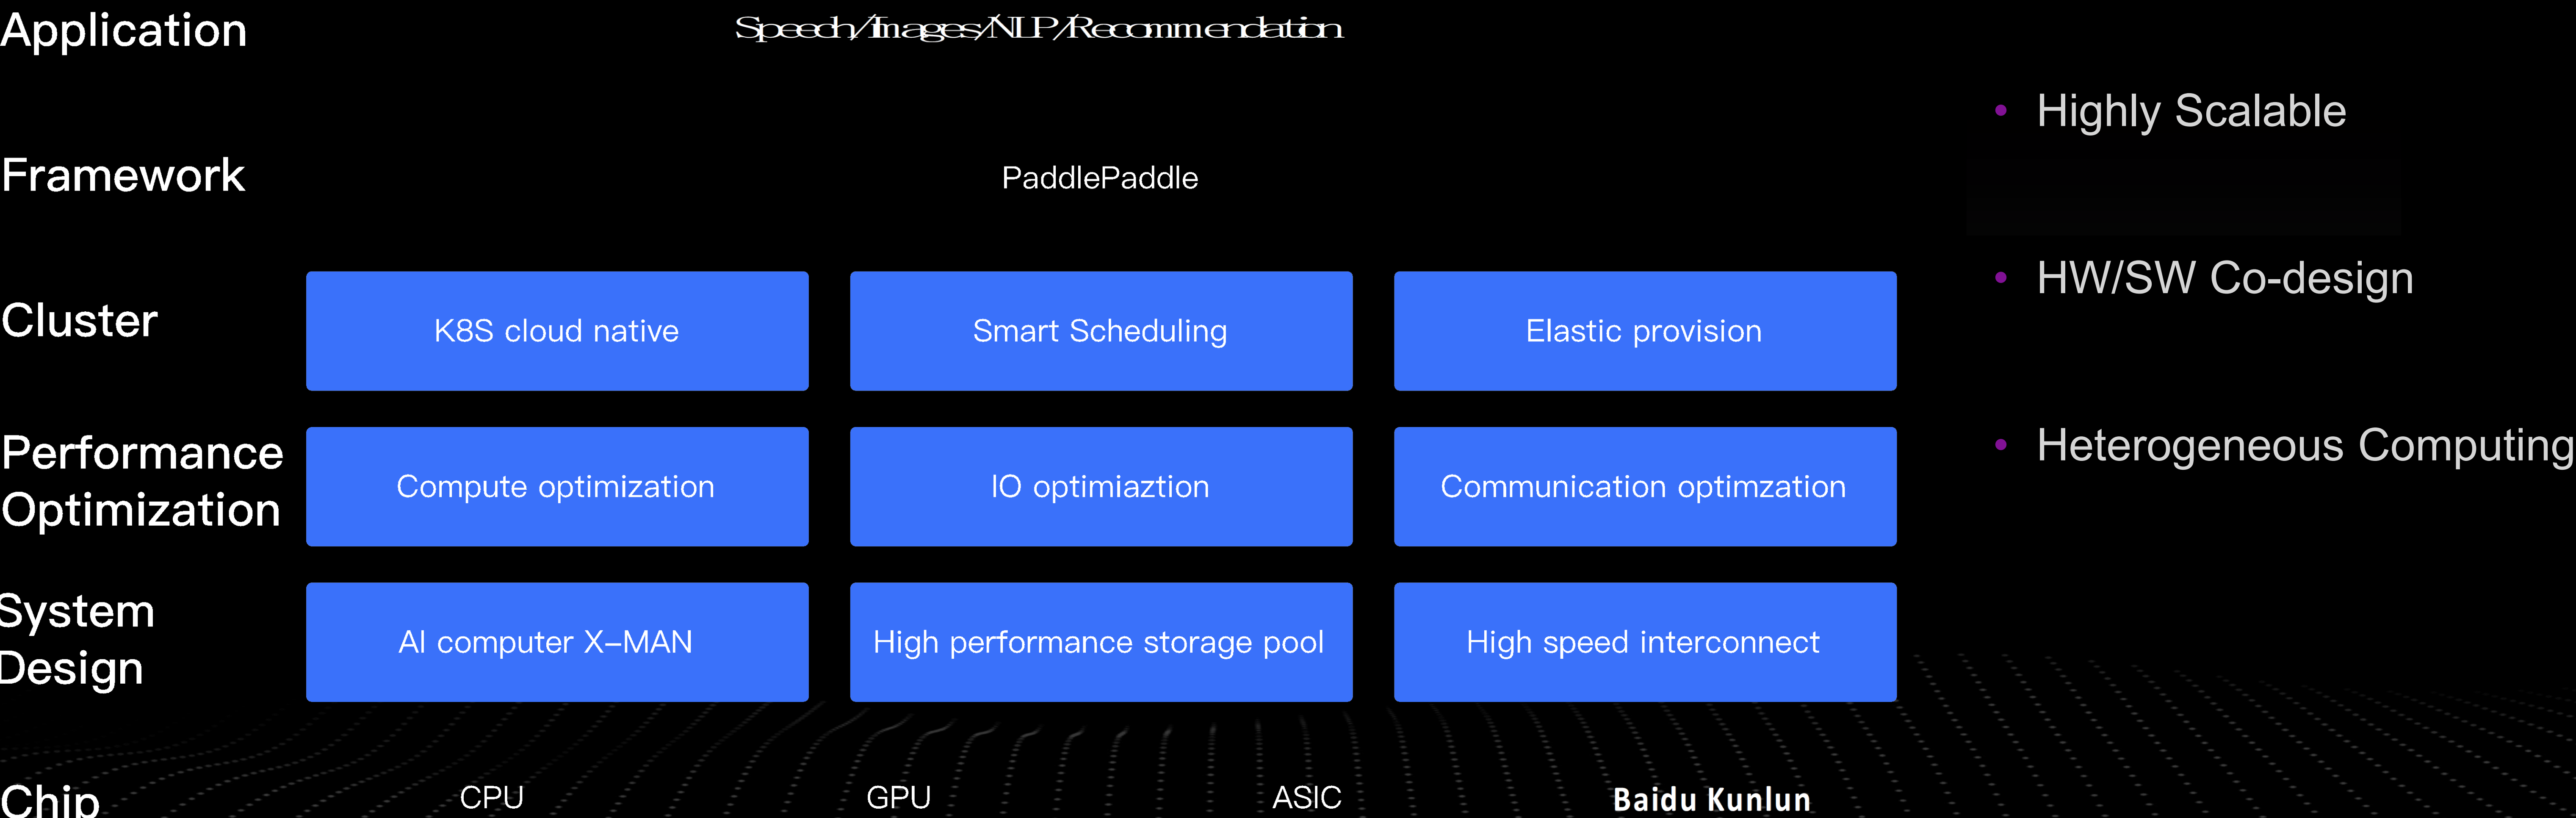 Application
Speech/Images/NLP/Recommendation
Framework
PaddlePaddle
Cluster
K8S cloud native
Smart Scheduling
Elastic provision
Performance
Optimization
Compute optimization
IO optimiaztion
Communication optimzation
System
Design
AI computer X-MAN
High performance storage pool
High speed interconnect
Chip
CPU
GPU
ASIC
Baidu Kunlun
• Highly Scalable
• HW/SW Co-design
• Heterogeneous Computing